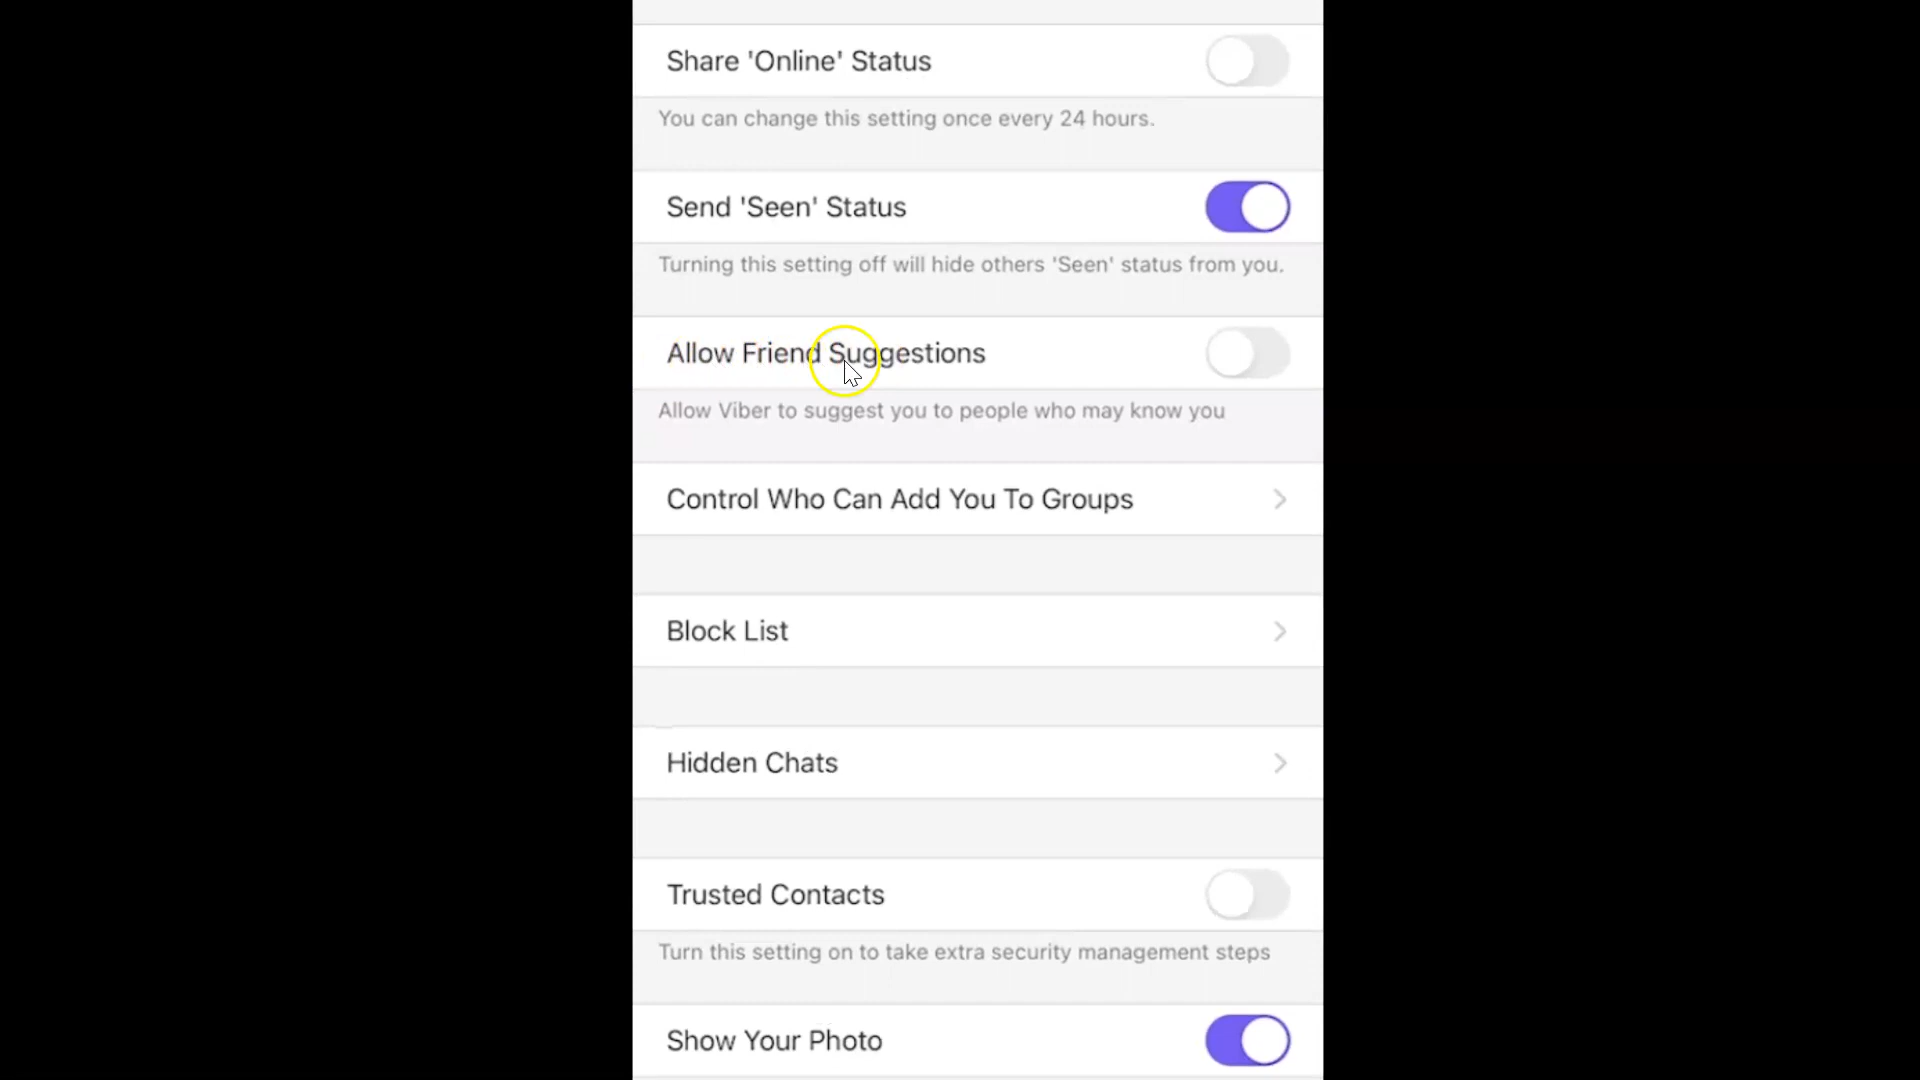 Share 'Online' Status
You can change this setting once every 24 hours.
Send 'Seen' Status
Turning this setting off will hide others 'Seen' status from you.
Allow Friend Suggestions
Allow Viber to suggest you to people who may know you
Control Who Can Add You To Groups
Block List
Hidden Chats
Trusted Contacts
Turn this setting on to take extra security management steps
Show Your Photo